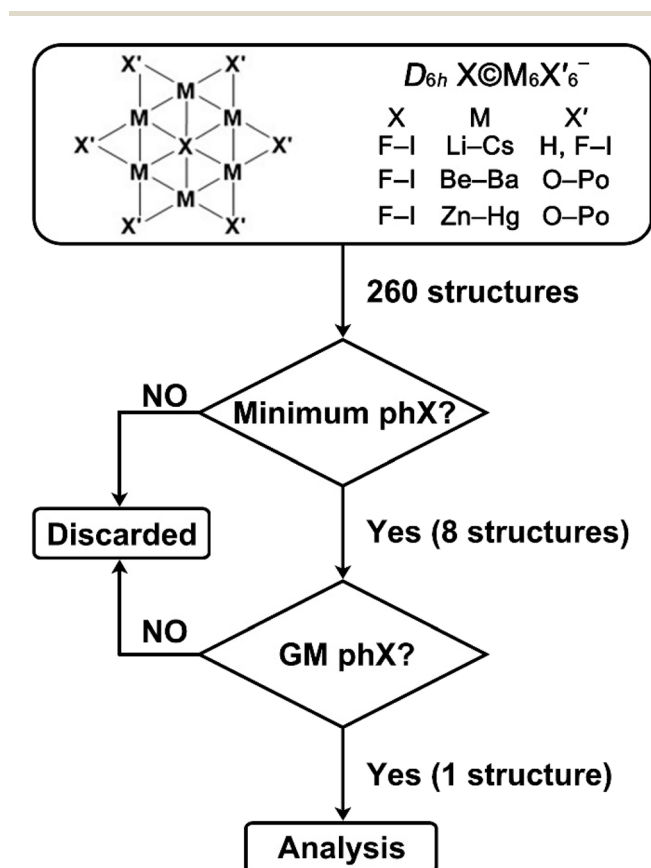 X' X'
M
M M
X' X X'
M M
M
X' X'
D6h X©M6X'6−
X M X'
F–I Li–Cs H, F–I
F–I Be–Ba O–Po
F–I Zn–Hg O–Po
260 structures
NO
Minimum phX?
Discarded
Yes (8 structures)
NO
GM phX?
Yes (1 structure)
Analysis